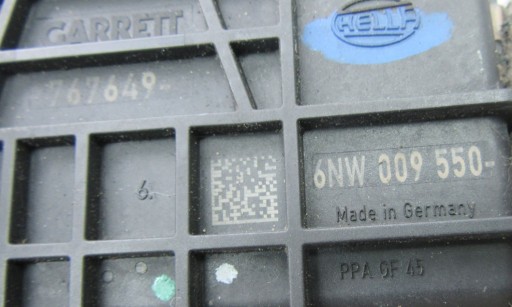 GARRETT
HELLA
767649-
6.
6NW 009 550-
Made in Germany
PPA GF 45